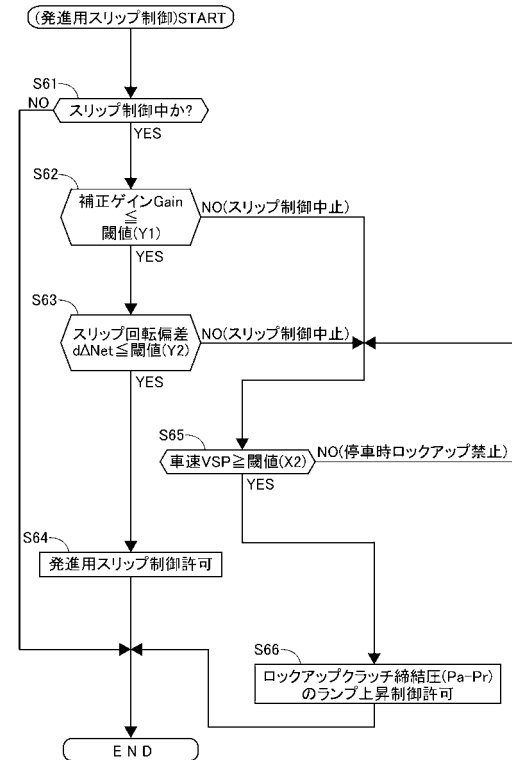 (発進用スリップ制御)START
S61
NO
スリップ制御中か?
YES
S62
補正ゲインGain
≦
閾値(Y1)
NO(スリップ制御中止)
YES
S63
スリップ回転偏差
dΔNet≦閾値(Y2)
NO(スリップ制御中止)
YES
S65
車速VSP≧閾値(X2)
NO(停車時ロックアップ禁止)
YES
S64
発進用スリップ制御許可
S66
ロックアップクラッチ締結圧(Pa-Pr)
のランプ上昇制御許可
END